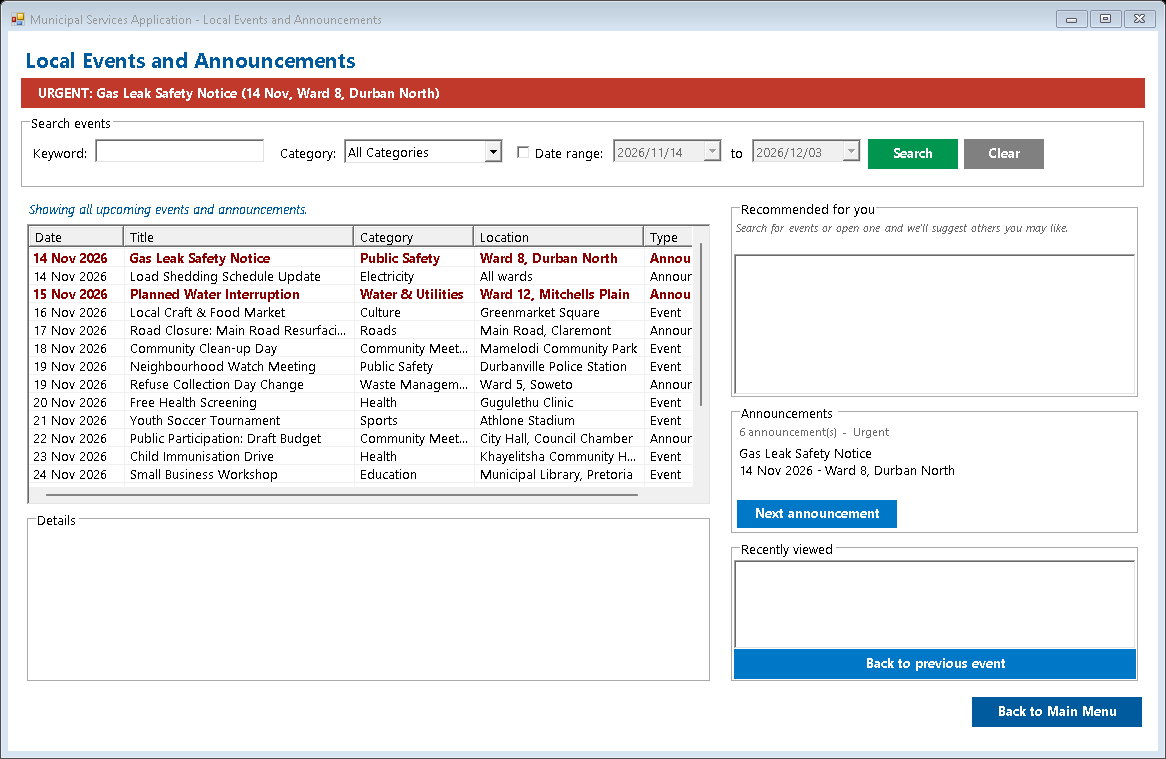 Municipal Services Application - Local Events and Announcements
Local Events and Announcements
URGENT: Gas Leak Safety Notice (14 Nov, Ward 8, Durban North)
Search events
Keyword: Category: All Categories Date range: 2026/11/14 to 2026/12/03 Search Clear
Showing all upcoming events and announcements.
Date Title Category Location Type
14 Nov 2026 Gas Leak Safety Notice Public Safety Ward 8, Durban North Annou
14 Nov 2026 Load Shedding Schedule Update Electricity All wards Annour
15 Nov 2026 Planned Water Interruption Water & Utilities Ward 12, Mitchells Plain Annou
16 Nov 2026 Local Craft & Food Market Culture Greenmarket Square Event
17 Nov 2026 Road Closure: Main Road Resurfaci... Roads Main Road, Claremont Annour
18 Nov 2026 Community Clean-up Day Community Meet... Mamelodi Community Park Event
19 Nov 2026 Neighbourhood Watch Meeting Public Safety Durbanville Police Station Event
19 Nov 2026 Refuse Collection Day Change Waste Managem... Ward 5, Soweto Annour
20 Nov 2026 Free Health Screening Health Gugulethu Clinic Event
21 Nov 2026 Youth Soccer Tournament Sports Athlone Stadium Event
22 Nov 2026 Public Participation: Draft Budget Community Meet... City Hall, Council Chamber Annour
23 Nov 2026 Child Immunisation Drive Health Khayelitsha Community H... Event
24 Nov 2026 Small Business Workshop Education Municipal Library, Pretoria Event
Details
Recommended for you
Search for events or open one and we'll suggest others you may like.
Announcements
6 announcement(s) - Urgent
Gas Leak Safety Notice
14 Nov 2026 - Ward 8, Durban North
Next announcement
Recently viewed
Back to previous event
Back to Main Menu